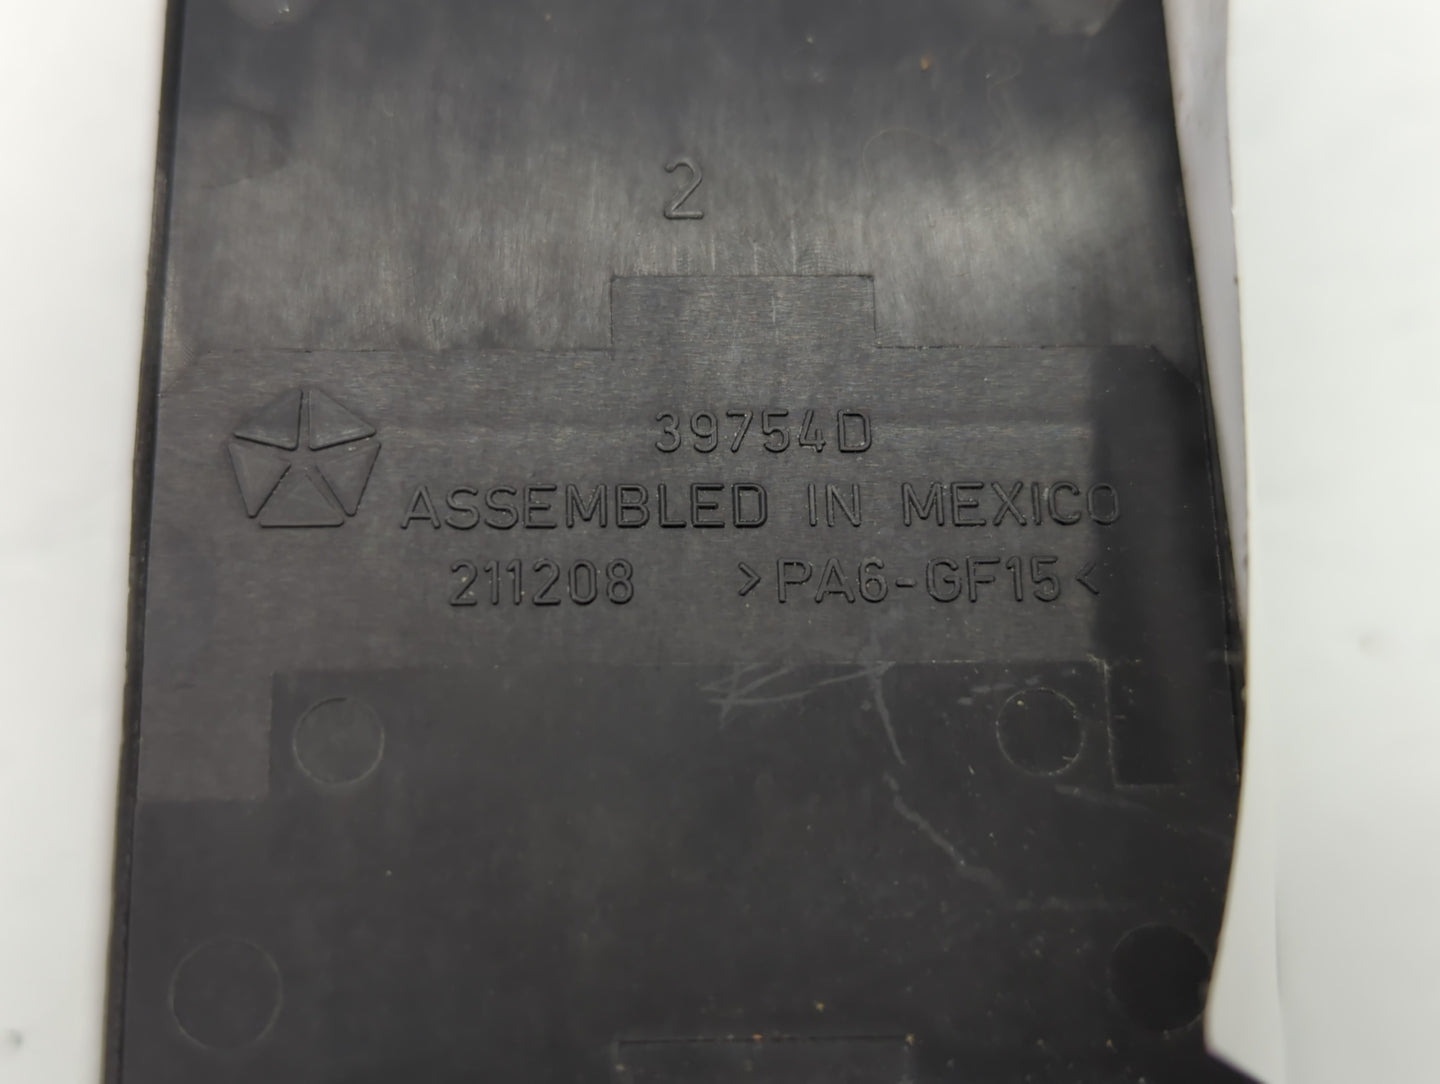 2
39754D
ASSEMBLED IN MEXICO
211208 >PA6-GF15<